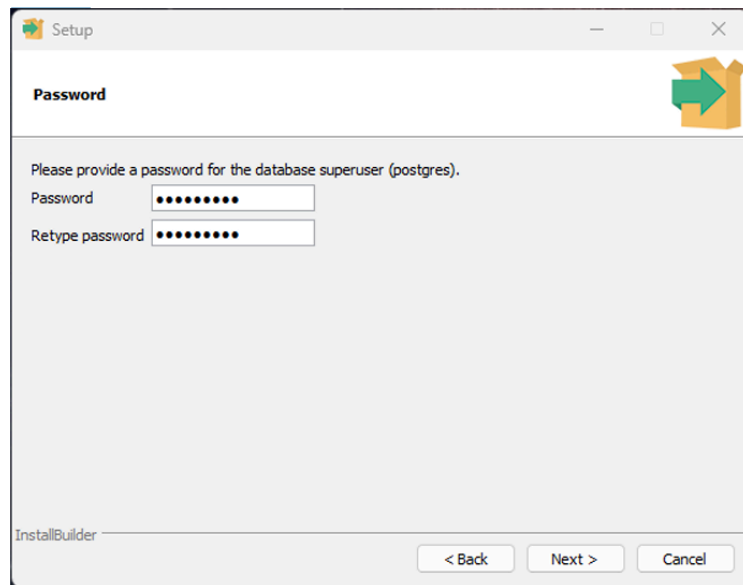 Setup
Password
Please provide a password for the database superuser (postgres).
Password
Retype password
InstallBuilder
< Back Next > Cancel